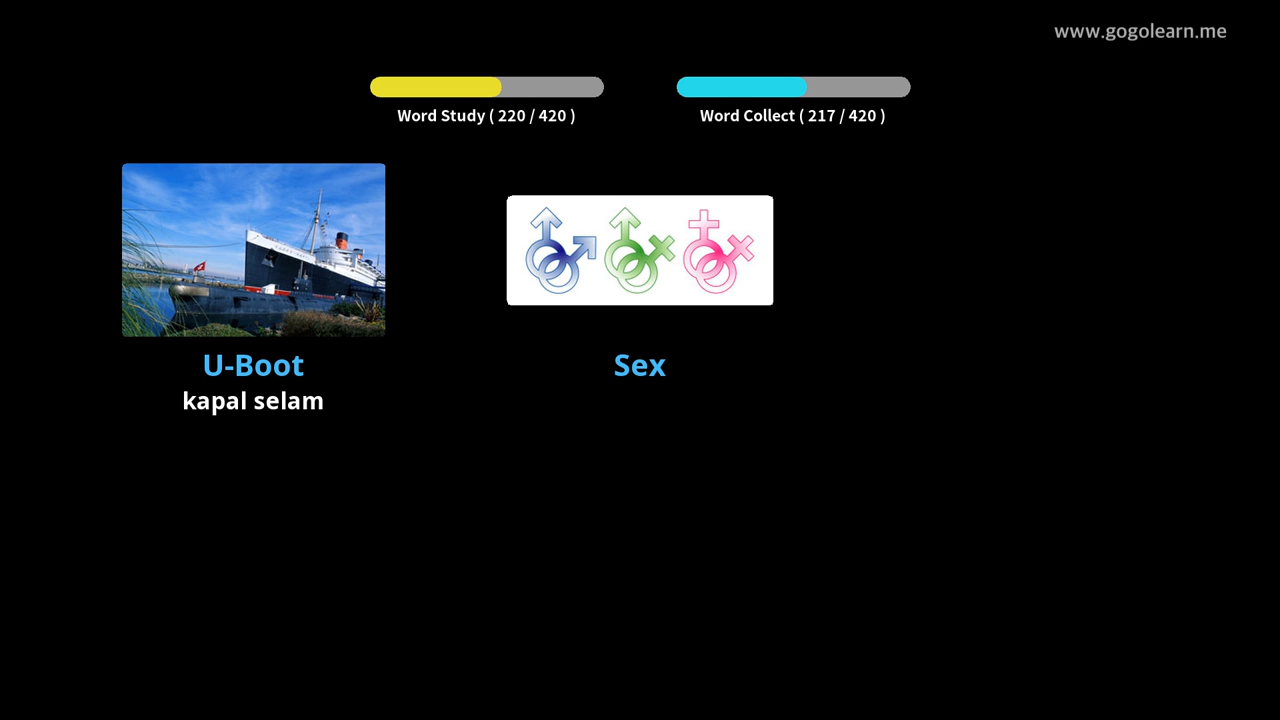 www.gogolearn.me
Word Study ( 220 / 420 )
Word Collect ( 217 / 420 )
U-Boot
kapal selam
Sex